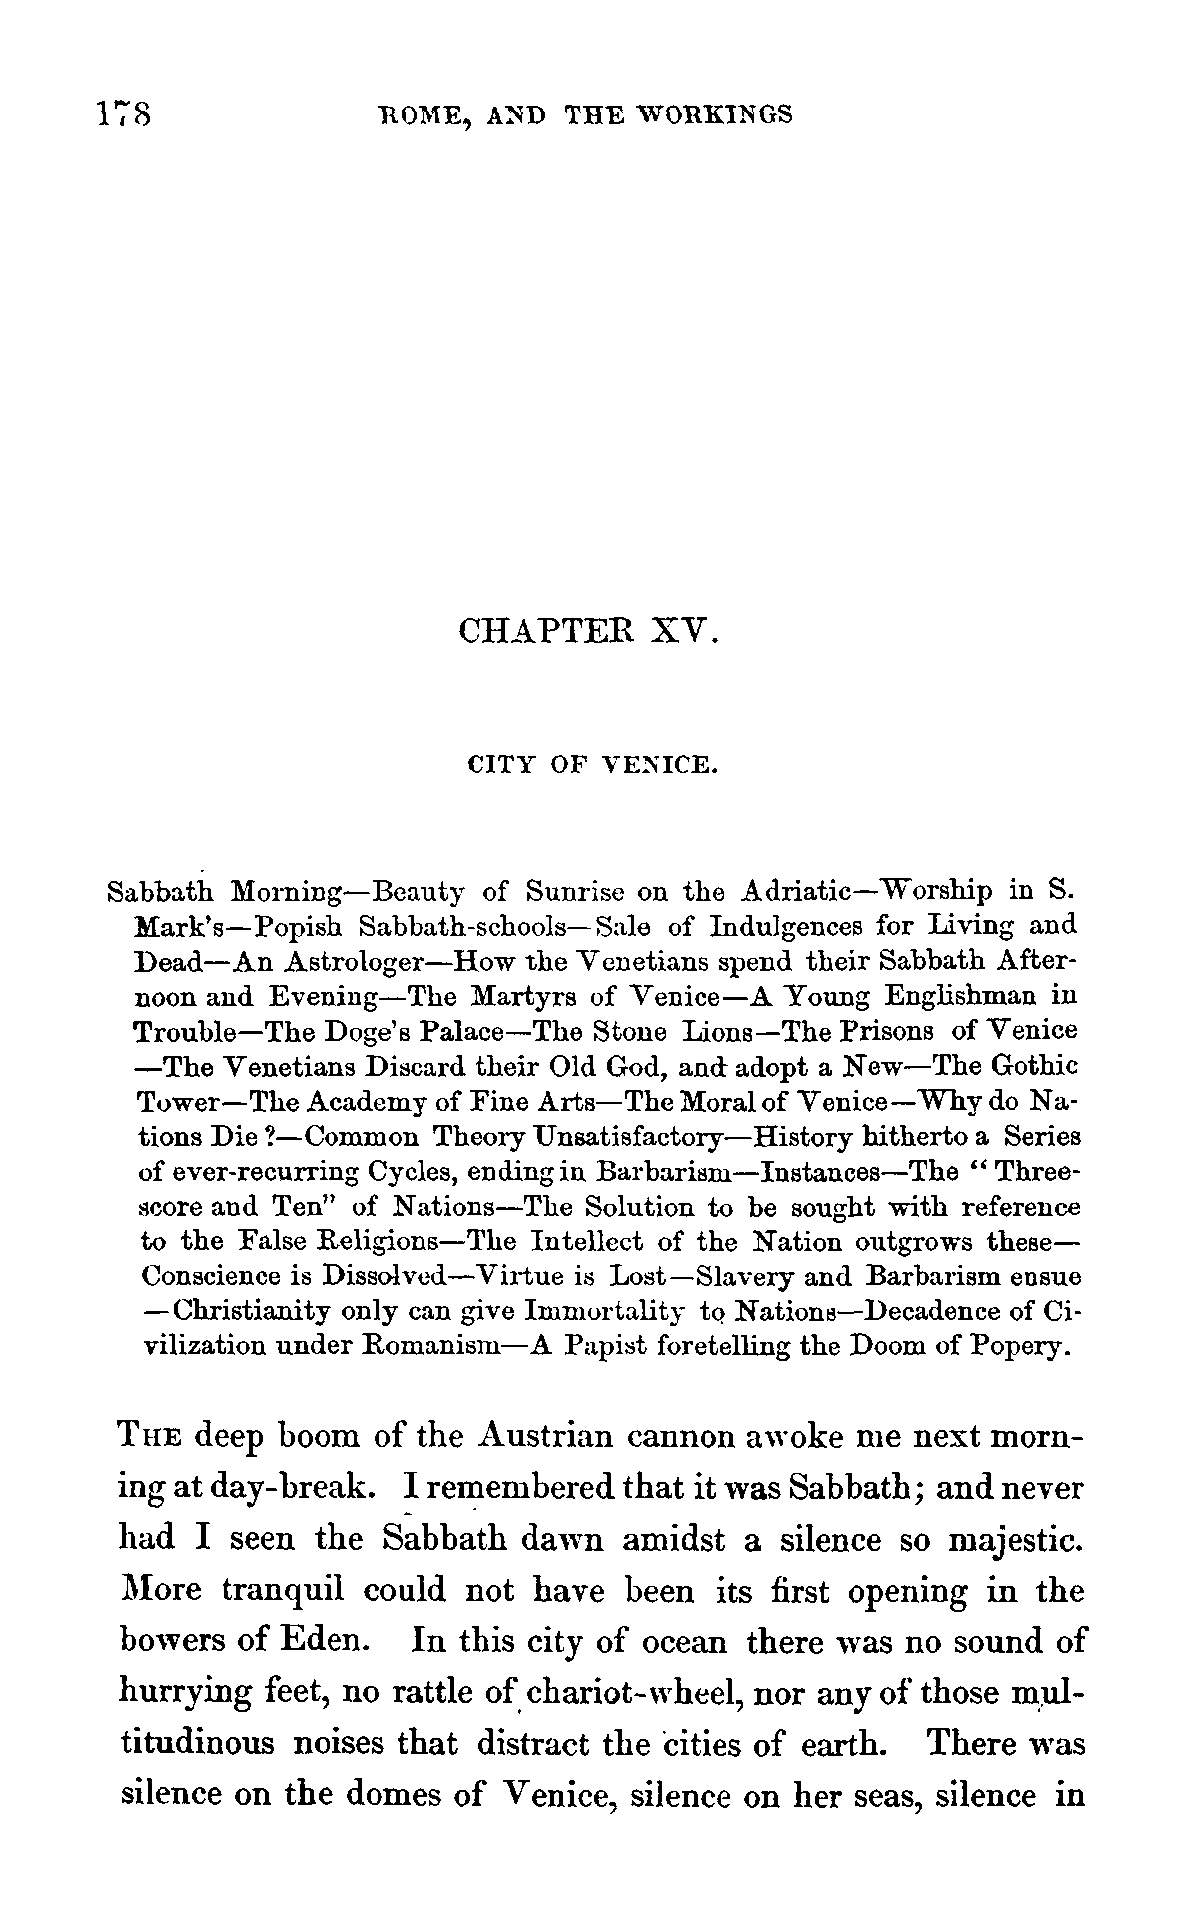 178 ROME, AND THE WORKINGS
CHAPTER XV.
CITY OF VENICE.
Sabbath Morning—Beauty of Sunrise on the Adriatic—Worship in S.
Mark's—Popish Sabbath-schools—Sale of Indulgences for Living and
Dead—An Astrologer—How the Venetians spend their Sabbath After-
noon and Evening—The Martyrs of Venice—A Young Englishman in
Trouble—The Doge's Palace—The Stone Lions—The Prisons of Venice
—The Venetians Discard their Old God, and adopt a New—The Gothic
Tower—The Academy of Fine Arts—The Moral of Venice—Why do Na-
tions Die?—Common Theory Unsatisfactory—History hitherto a Series
of ever-recurring Cycles, ending in Barbarism—Instances—The "Three-
score and Ten" of Nations—The Solution to be sought with reference
to the False Religions—The Intellect of the Nation outgrows these—
Conscience is Dissolved—Virtue is Lost—Slavery and Barbarism ensue
—Christianity only can give Immortality to Nations—Decadence of Ci-
vilization under Romanism—A Papist foretelling the Doom of Popery.
THE deep boom of the Austrian cannon awoke me next morn-
ing at day-break. I remembered that it was Sabbath; and never
had I seen the Sabbath dawn amidst a silence so majestic.
More tranquil could not have been its first opening in the
bowers of Eden. In this city of ocean there was no sound of
hurrying feet, no rattle of chariot-wheel, nor any of those mul-
titudinous noises that distract the cities of earth. There was
silence on the domes of Venice, silence on her seas, silence in